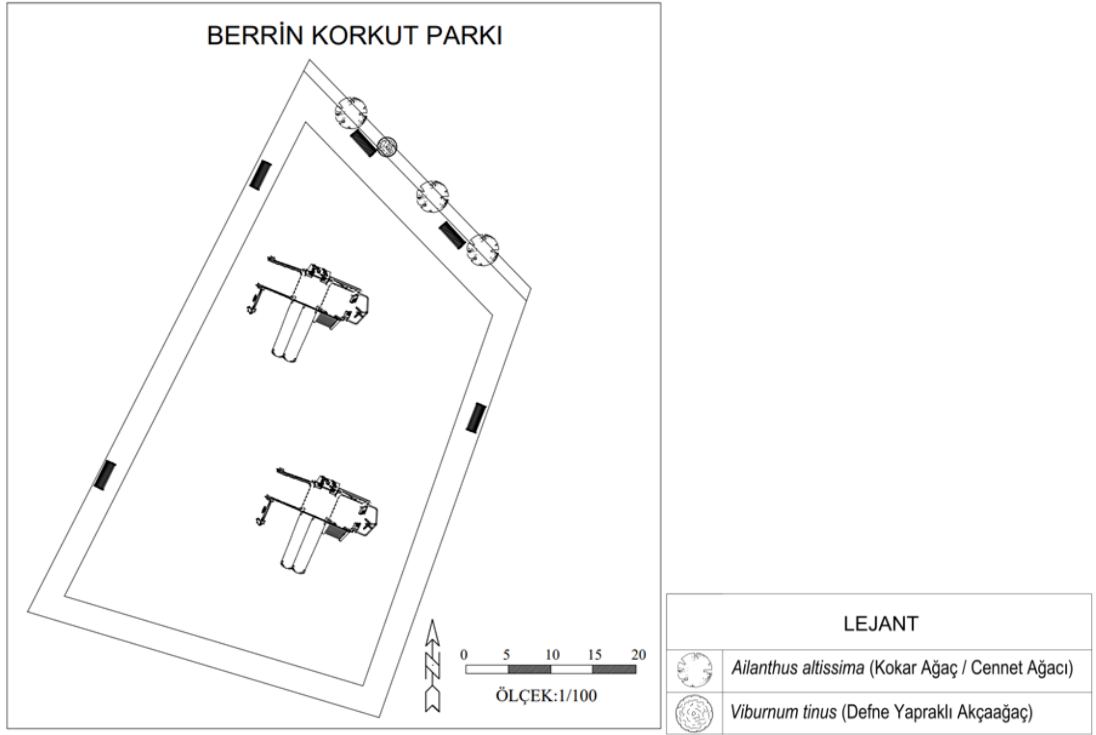 BERRİN KORKUT PARKI
0 5 10 15 20
ÖLÇEK:1/100
LEJANT
Ailanthus altissima (Kokar Ağaç / Cennet Ağacı)
Viburnum tinus (Defne Yapraklı Akçaağaç)